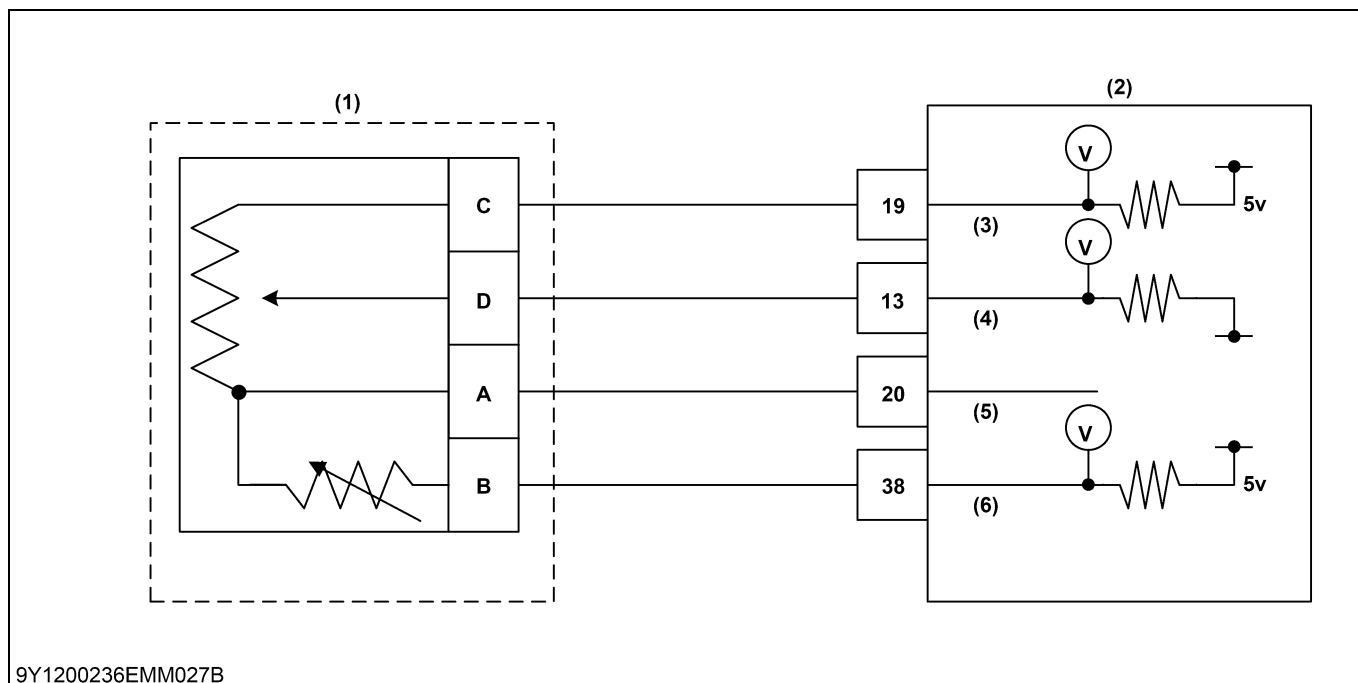 (1)
(2)
C
D
A
B
19
13
20
38
(3)
(4)
(5)
(6)
V
V
V
5v
5v
9Y1200236EMM027B